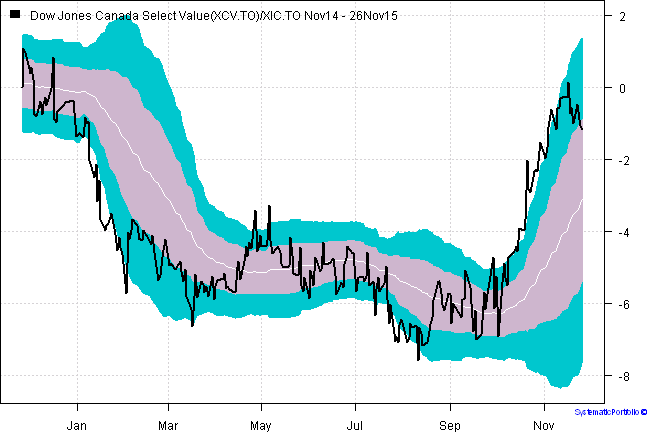 Dow Jones Canada Select Value(XCV.TO)/XIC.TO Nov14 - 26Nov15
2
0
-2
-4
-6
-8
Jan Mar May Jul Sep Nov
SystematicPortfolio ©